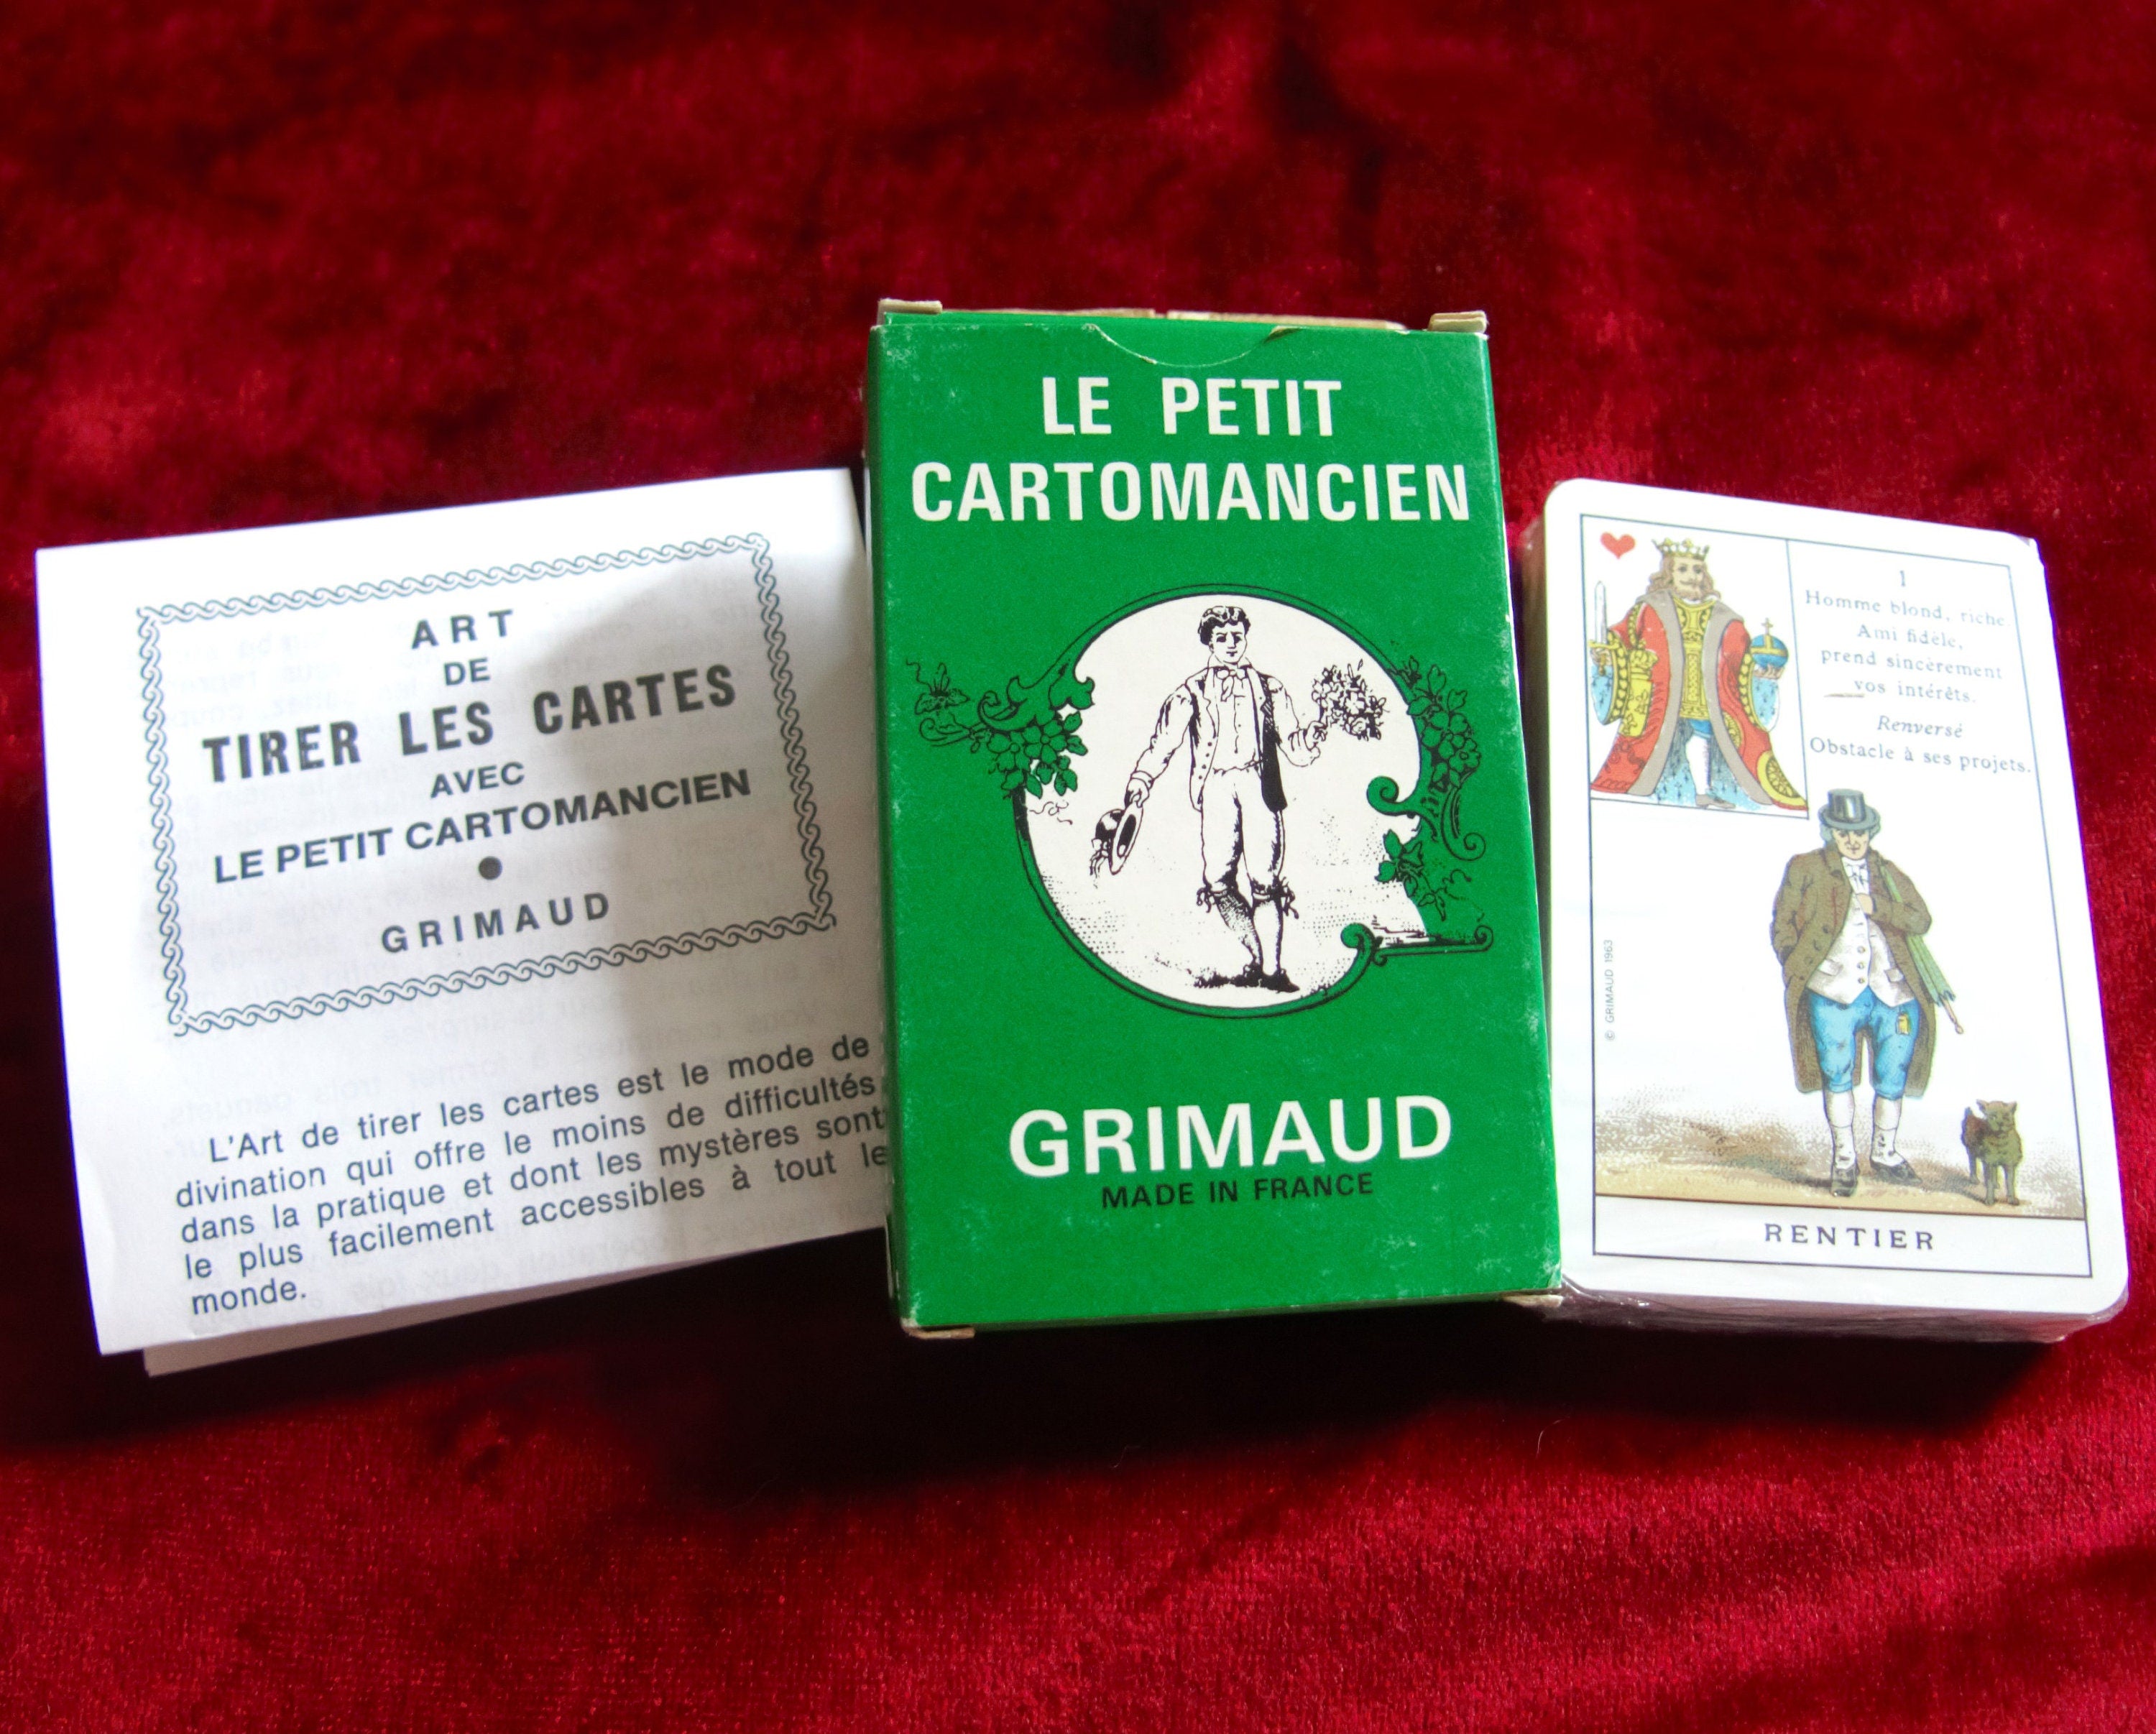 ART
DE
TIRER LES CARTES
AVEC
LE PETIT CARTOMANCIEN
GRIMAUD
L'Art de tirer les cartes est le mode de
divination qui offre le moins de difficultés
dans la pratique et dont les mystères sont
le plus facilement accessibles à tout le
monde.
LE PETIT
CARTOMANCIEN
GRIMAUD
MADE IN FRANCE
1
Homme blond, riche
Ami fidèle,
prend sincèrement
vos intérêts.
Renversé
Obstacle à ses projets.
© GRIMAUD 1963
RENTIER